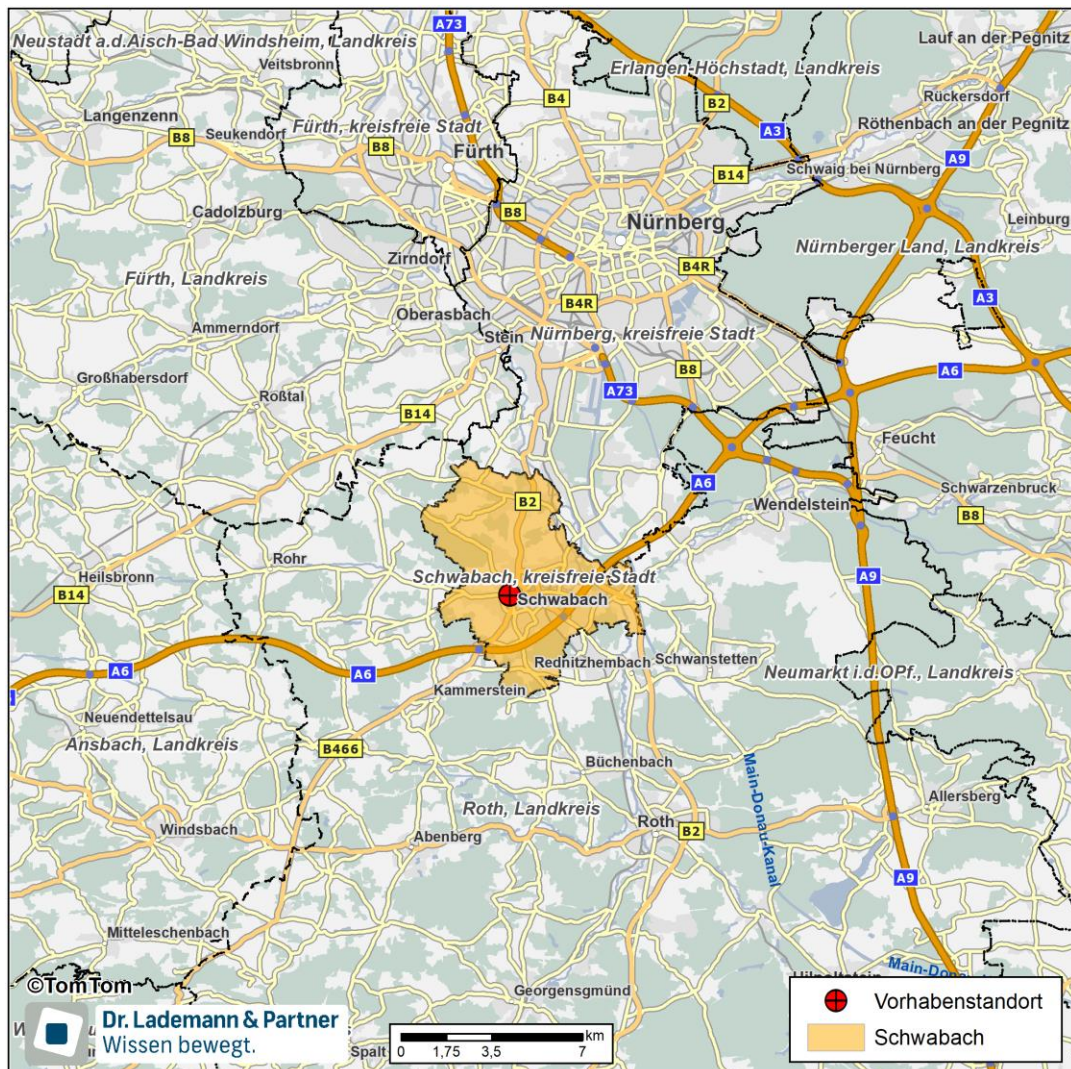 A73
Neustadt a.d.Aisch-Bad Windsheim, Landkreis
Lauf an der Pegnitz
Veitsbronn
Erlangen-Höchstadt, Landkreis
B4
B2
Rückersdorf
Langenzenn
Fürth, kreisfreie Stadt
Röthenbach an der Pegnitz
B8
Seukendorf
B8
A3
Fürth
A9
Schwaig bei Nürnberg
B14
Cadolzburg
B8
Nürnberg
Leinburg
Nürnberger Land, Landkreis
Zirndorf
B4R
Fürth, Landkreis
A3
B4R
Ammerndorf
Oberasbach
Stein
Nürnberg, kreisfreie Stadt
Großhabersdorf
B8
A6
Roßtal
A73
B14
Feucht
A6
B2
Wendelstein
Schwarzenbruck
B8
Rohr
Heilsbronn
Schwabach, kreisfreie Stadt
A9
B14
Schwabach
Rednitzhembach
Schwanstetten
A6
A6
Neumarkt i.d.OPf., Landkreis
Kammerstein
Neuendettelsau
Ansbach, Landkreis
B466
Büchenbach
Main-Donau-Kanal
Allersberg
Roth, Landkreis
Windsbach
Abenberg
Roth
B2
A9
Mitteleschenbach
©TomTom
Georgensgmünd
Dr. Lademann & Partner
Wissen bewegt.
Spalt
km
0 1,75 3,5 7
Vorhabenstandort
Schwabach